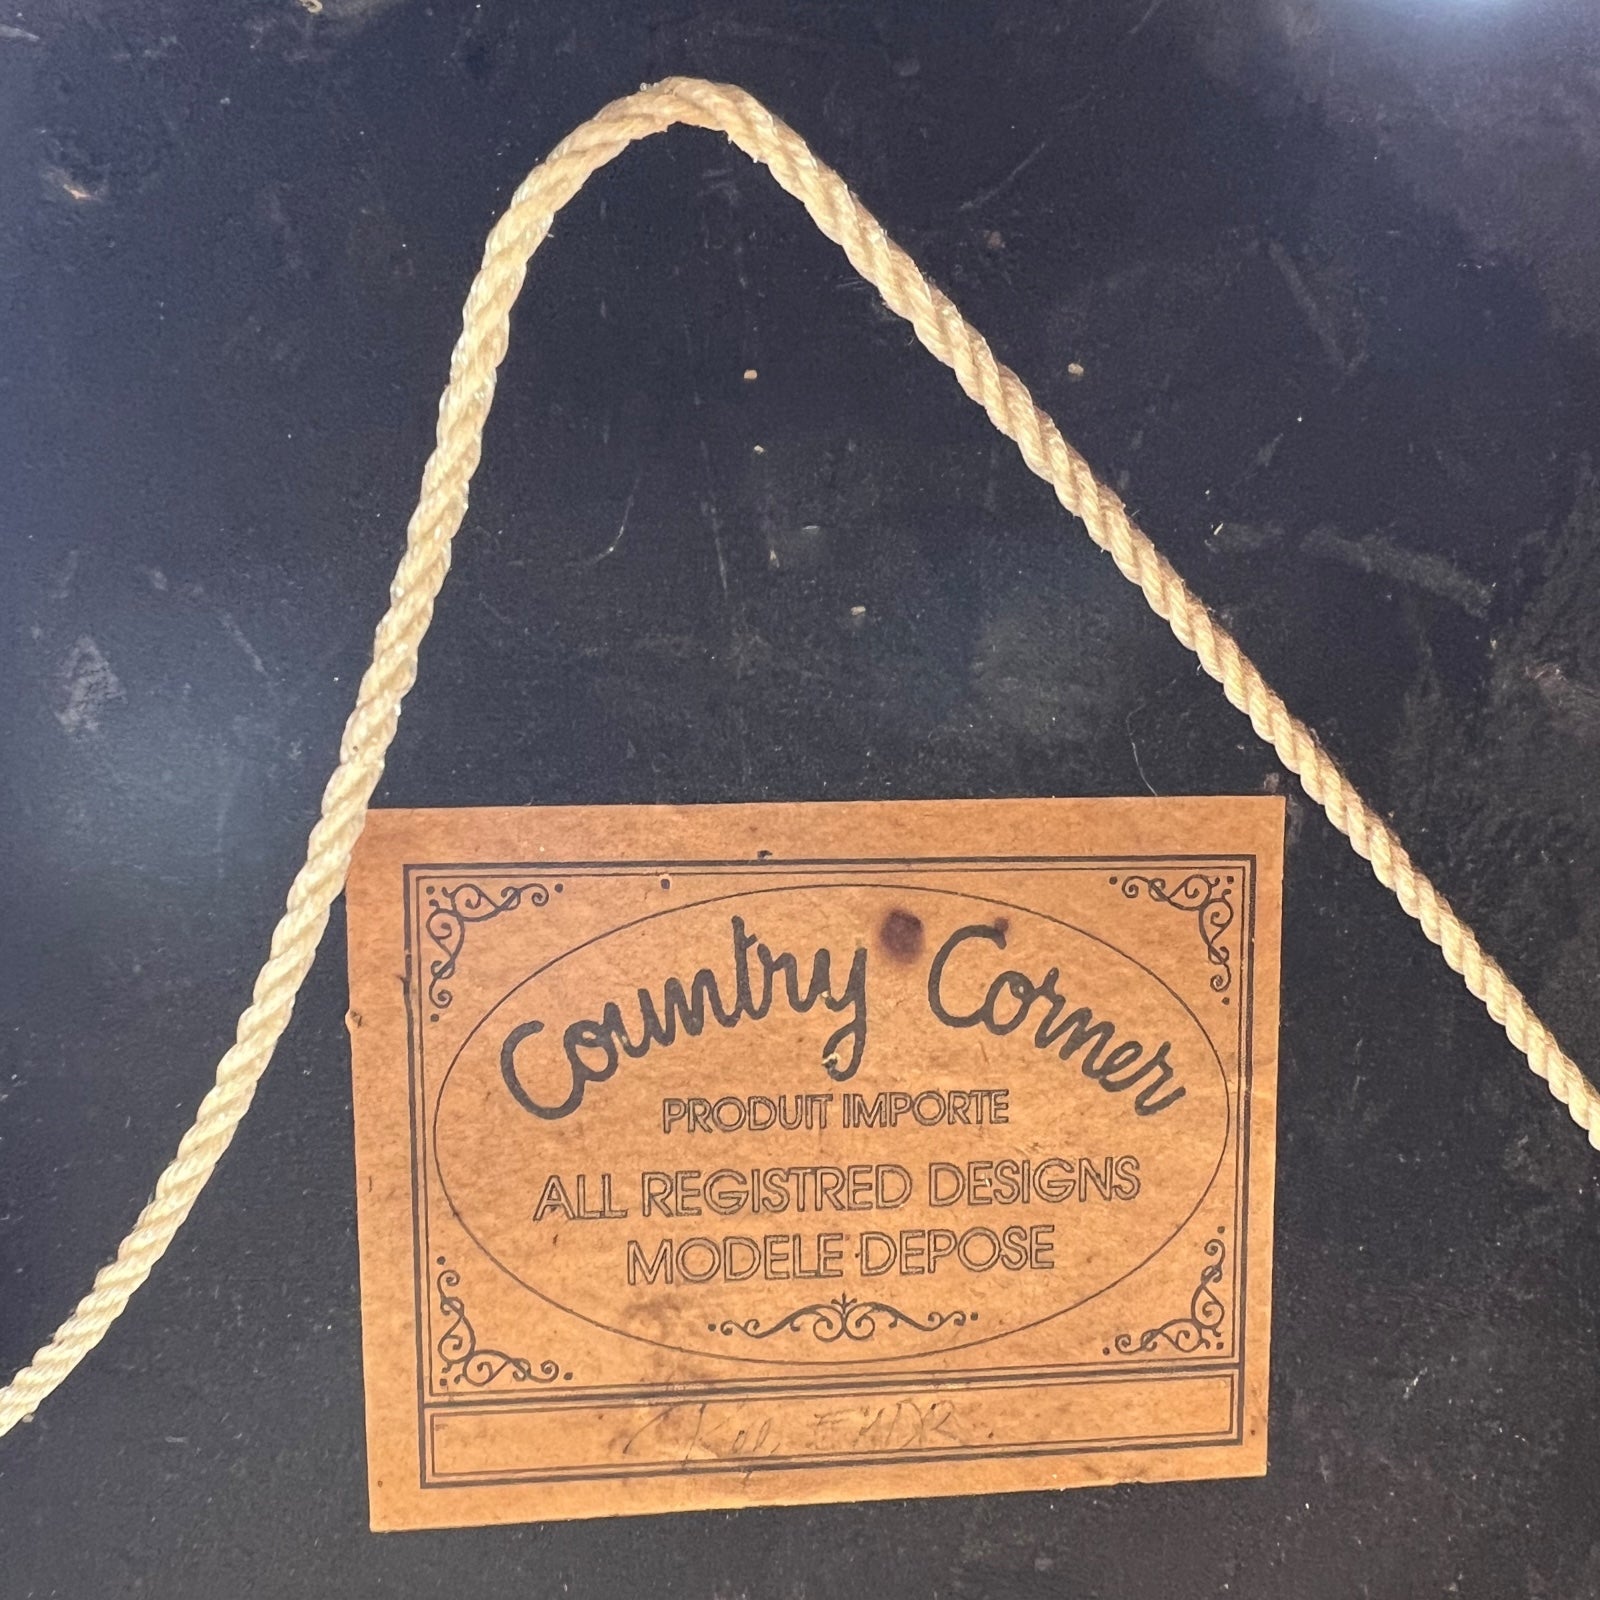 Country Corner
PRODUIT IMPORTE
ALL REGISTRED DESIGNS
MODELE DEPOSE